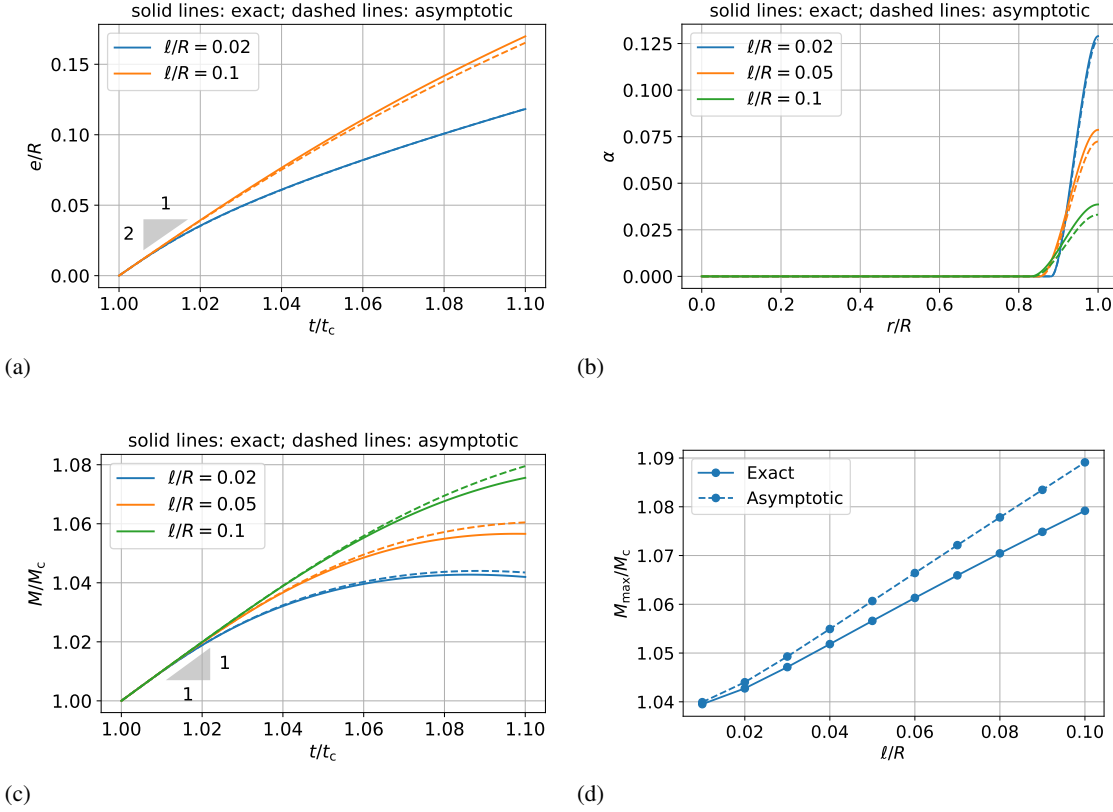 solid lines: exact; dashed lines: asymptotic
ℓ/R = 0.02
ℓ/R = 0.1
0.15
0.10
0.05
0.00
e/R
1
2
1.00 1.02 1.04 1.06 1.08 1.10
t/t_c
(a)
solid lines: exact; dashed lines: asymptotic
ℓ/R = 0.02
ℓ/R = 0.05
ℓ/R = 0.1
0.125
0.100
0.075
0.050
0.025
0.000
α
0.0 0.2 0.4 0.6 0.8 1.0
r/R
(b)
solid lines: exact; dashed lines: asymptotic
ℓ/R = 0.02
ℓ/R = 0.05
ℓ/R = 0.1
1.08
1.06
1.04
1.02
1.00
M/M_c
1
1
1.00 1.02 1.04 1.06 1.08 1.10
t/t_c
(c)
Exact
Asymptotic
1.09
1.08
1.07
1.06
1.05
1.04
M_max/M_c
0.02 0.04 0.06 0.08 0.10
ℓ/R
(d)